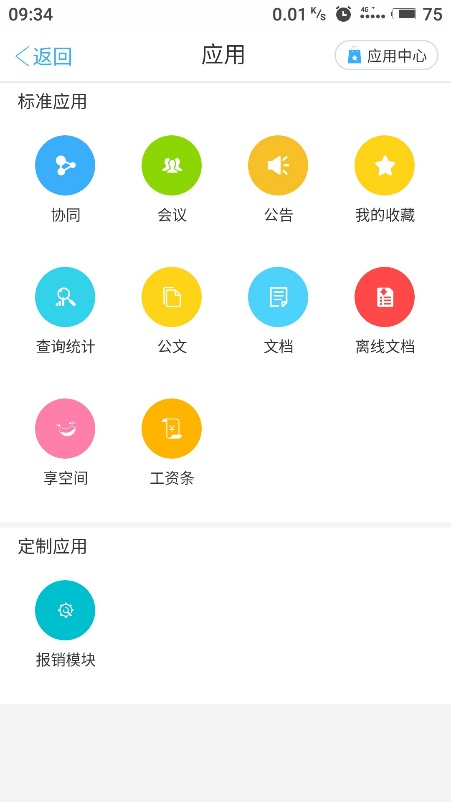 09:34 0.01 K/s 4G 75
返回 应用 应用中心
标准应用
协同 会议 公告 我的收藏
查询统计 公文 文档 离线文档
享空间 工资条
定制应用
报销模块